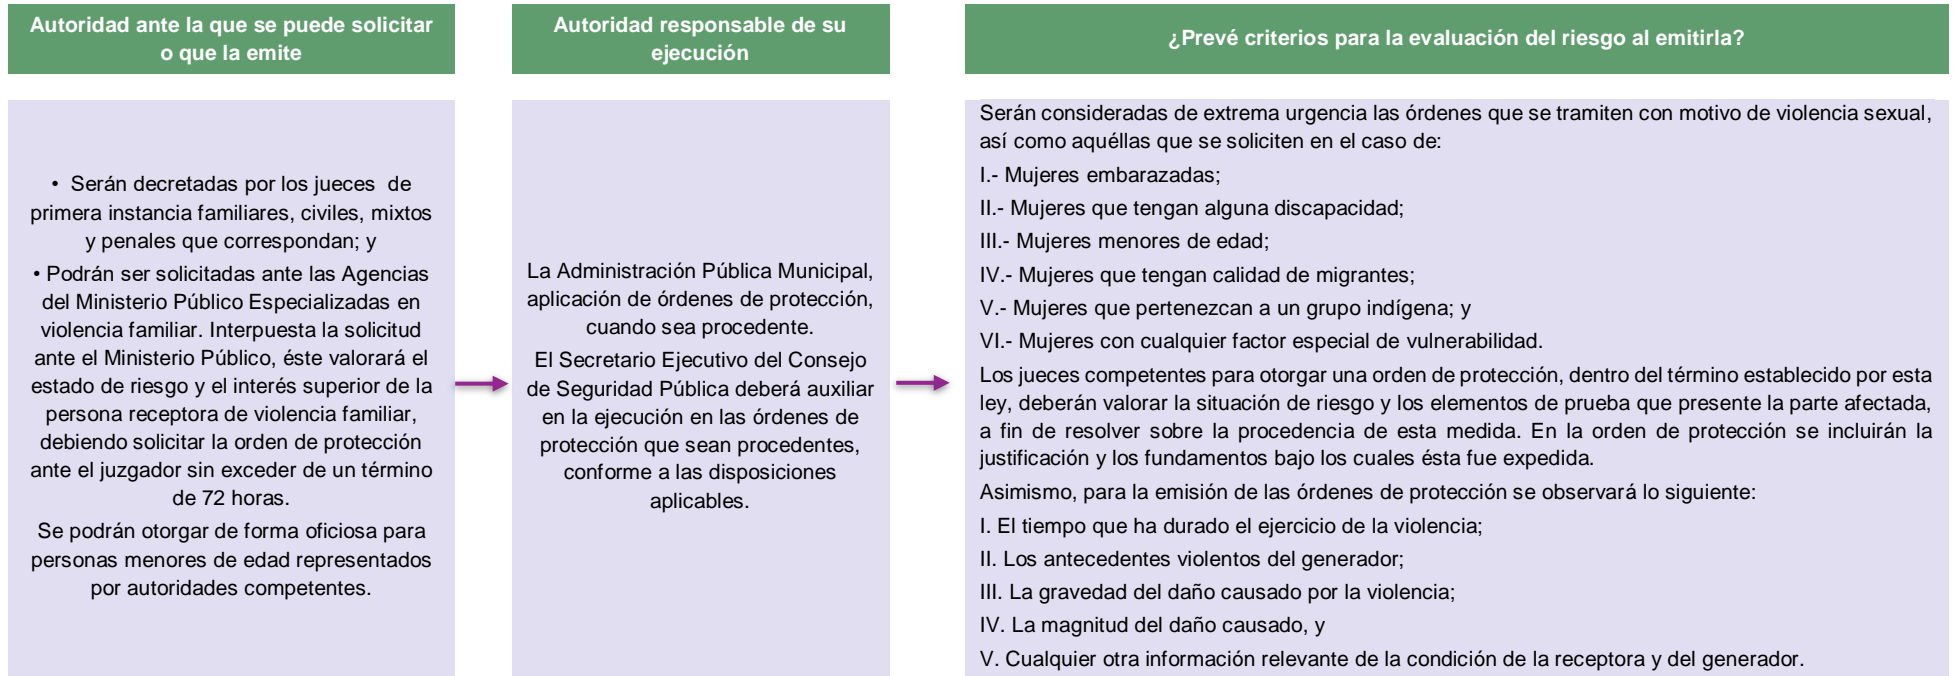 Autoridad ante la que se puede solicitar
o que la emite
• Serán decretadas por los jueces de
primera instancia familiares, civiles, mixtos
y penales que correspondan; y
• Podrán ser solicitadas ante las Agencias
del Ministerio Público Especializadas en
violencia familiar. Interpuesta la solicitud
ante el Ministerio Público, éste valorará el
estado de riesgo y el interés superior de la
persona receptora de violencia familiar,
debiendo solicitar la orden de protección
ante el juzgador sin exceder de un término
de 72 horas.
Se podrán otorgar de forma oficiosa para
personas menores de edad representados
por autoridades competentes.
Autoridad responsable de su
ejecución
La Administración Pública Municipal,
aplicación de órdenes de protección,
cuando sea procedente.
El Secretario Ejecutivo del Consejo
de Seguridad Pública deberá auxiliar
en la ejecución en las órdenes de
protección que sean procedentes,
conforme a las disposiciones
aplicables.
¿Prevé criterios para la evaluación del riesgo al emitirla?
Serán consideradas de extrema urgencia las órdenes que se tramiten con motivo de violencia sexual,
así como aquéllas que se soliciten en el caso de:
I.- Mujeres embarazadas;
II.- Mujeres que tengan alguna discapacidad;
III.- Mujeres menores de edad;
IV.- Mujeres que tengan calidad de migrantes;
V.- Mujeres que pertenezcan a un grupo indígena; y
VI.- Mujeres con cualquier factor especial de vulnerabilidad.
Los jueces competentes para otorgar una orden de protección, dentro del término establecido por esta
ley, deberán valorar la situación de riesgo y los elementos de prueba que presente la parte afectada,
a fin de resolver sobre la procedencia de esta medida. En la orden de protección se incluirán la
justificación y los fundamentos bajo los cuales ésta fue expedida.
Asimismo, para la emisión de las órdenes de protección se observará lo siguiente:
I. El tiempo que ha durado el ejercicio de la violencia;
II. Los antecedentes violentos del generador;
III. La gravedad del daño causado por la violencia;
IV. La magnitud del daño causado, y
V. Cualquier otra información relevante de la condición de la receptora y del generador.